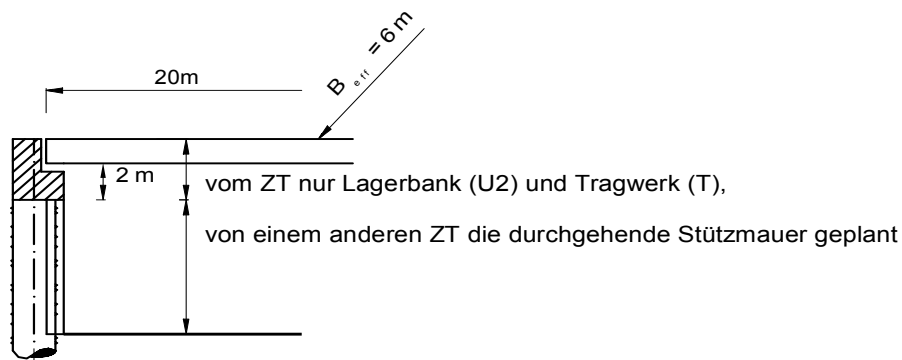 B eff = 6 m
20m
2 m
vom ZT nur Lagerbank (U2) und Tragwerk (T),
von einem anderen ZT die durchgehende Stützmauer geplant